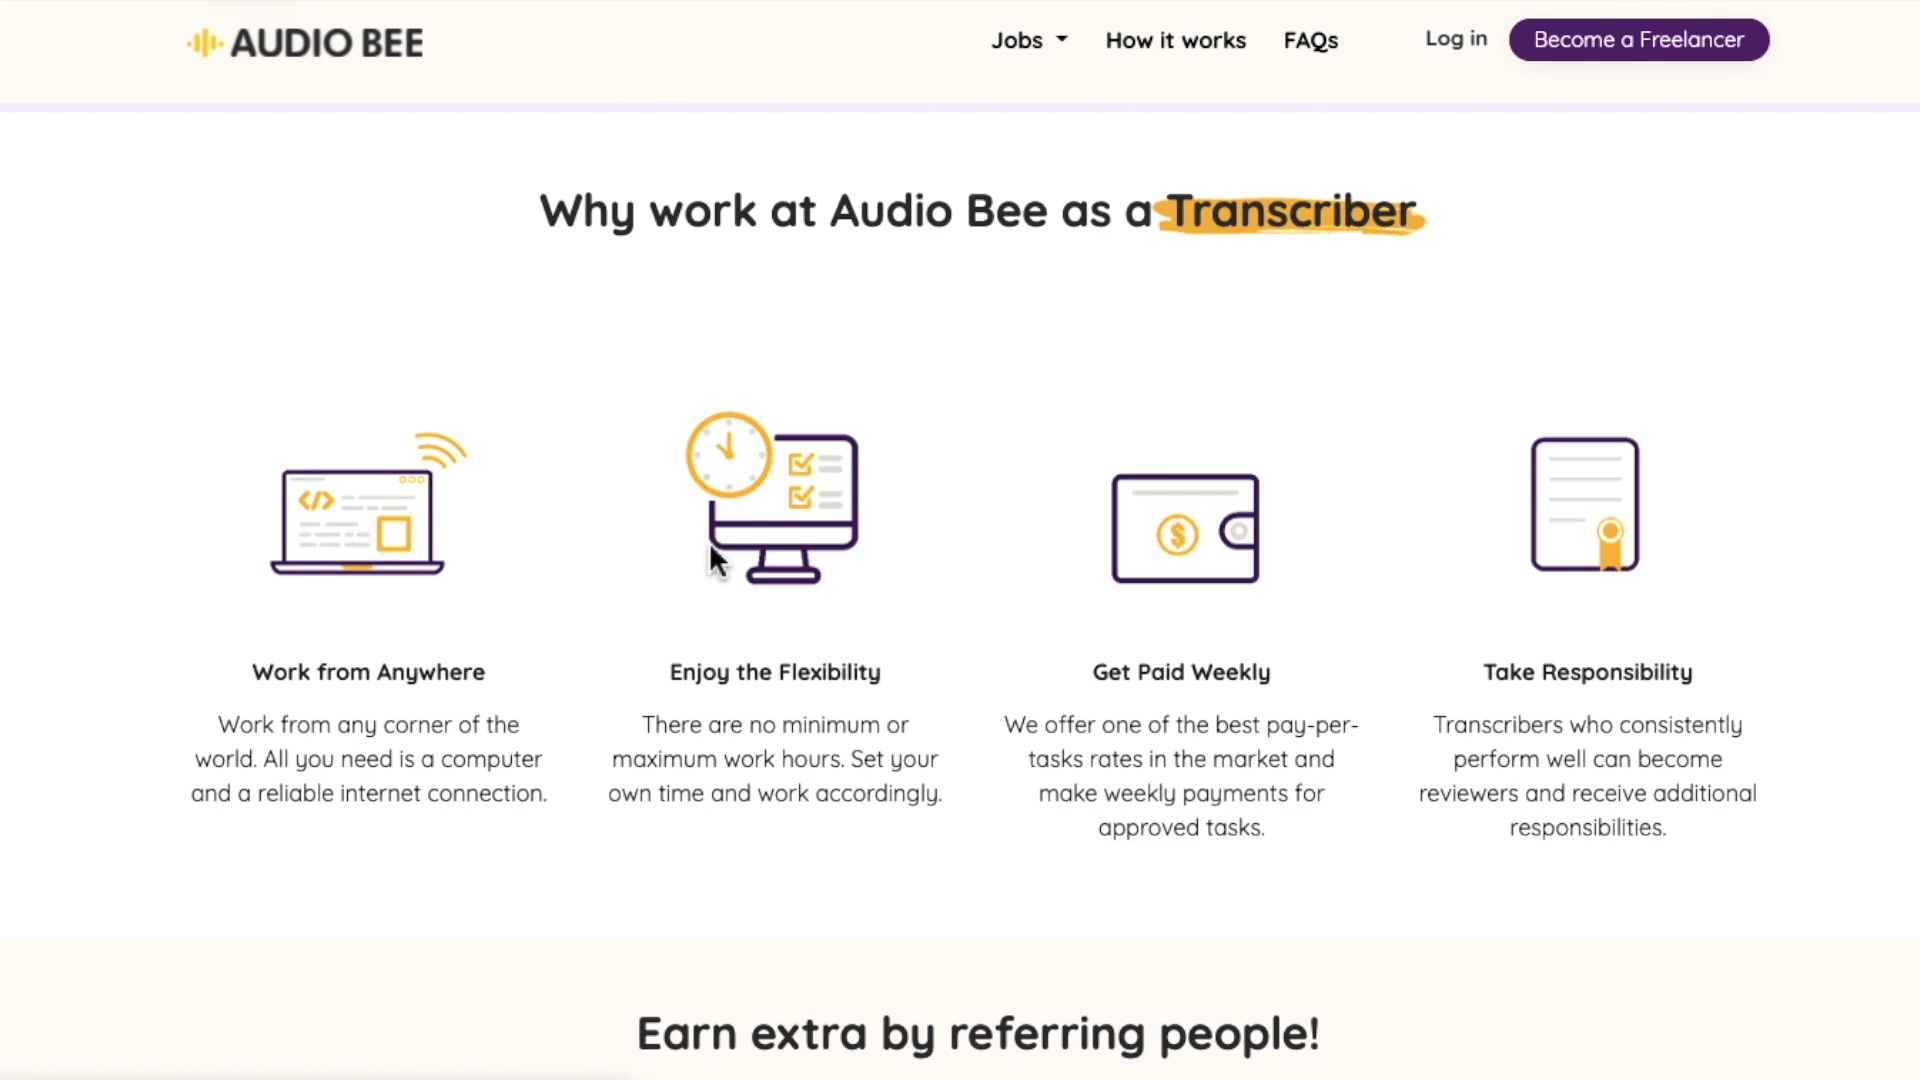 AUDIO BEE
Jobs
How it works
FAQs
Log in
Become a Freelancer
Why work at Audio Bee as a Transcriber
Work from Anywhere
Work from any corner of the
world. All you need is a computer
and a reliable internet connection.
Enjoy the Flexibility
There are no minimum or
maximum work hours. Set your
own time and work accordingly.
Get Paid Weekly
We offer one of the best pay-per-
tasks rates in the market and
make weekly payments for
approved tasks.
Take Responsibility
Transcribers who consistently
perform well can become
reviewers and receive additional
responsibilities.
Earn extra by referring people!